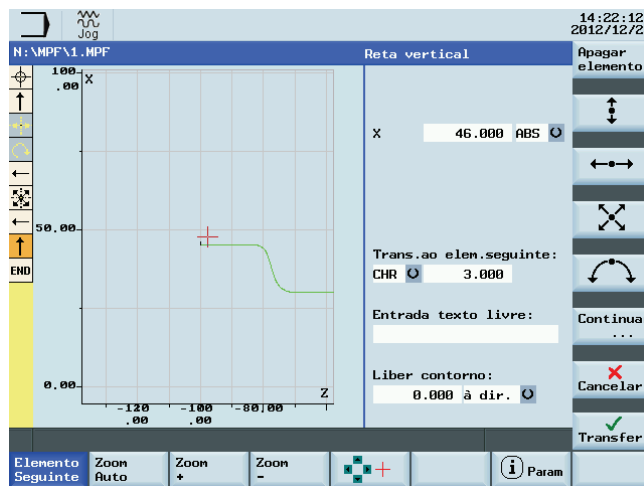 Jog
14:22:12
2012/12/2
N:\MPF\1.MPF
Reta vertical
Apagar
elemento
100
.00
X
X 46.000 ABS
50.00
END
Trans.ao elem.seguinte:
CHR 3.000
Entrada texto livre:
Continua
...
Liber contorno:
0.000 à dir.
Cancelar
0.00
Z
-120
.00
-100
.00
-80
.00
Transfer
Elemento
Seguinte
Zoom
Auto
Zoom
+
Zoom
-
i Param